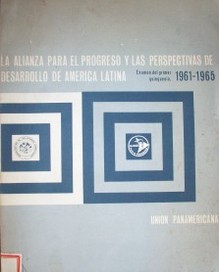 LA ALIANZA PARA EL PROGRESO Y LAS PERSPECTIVAS DE
DESARROLLO DE AMERICA LATINA
Examen del primer
quinquenio, 1961-1965
UNION PANAMERICANA